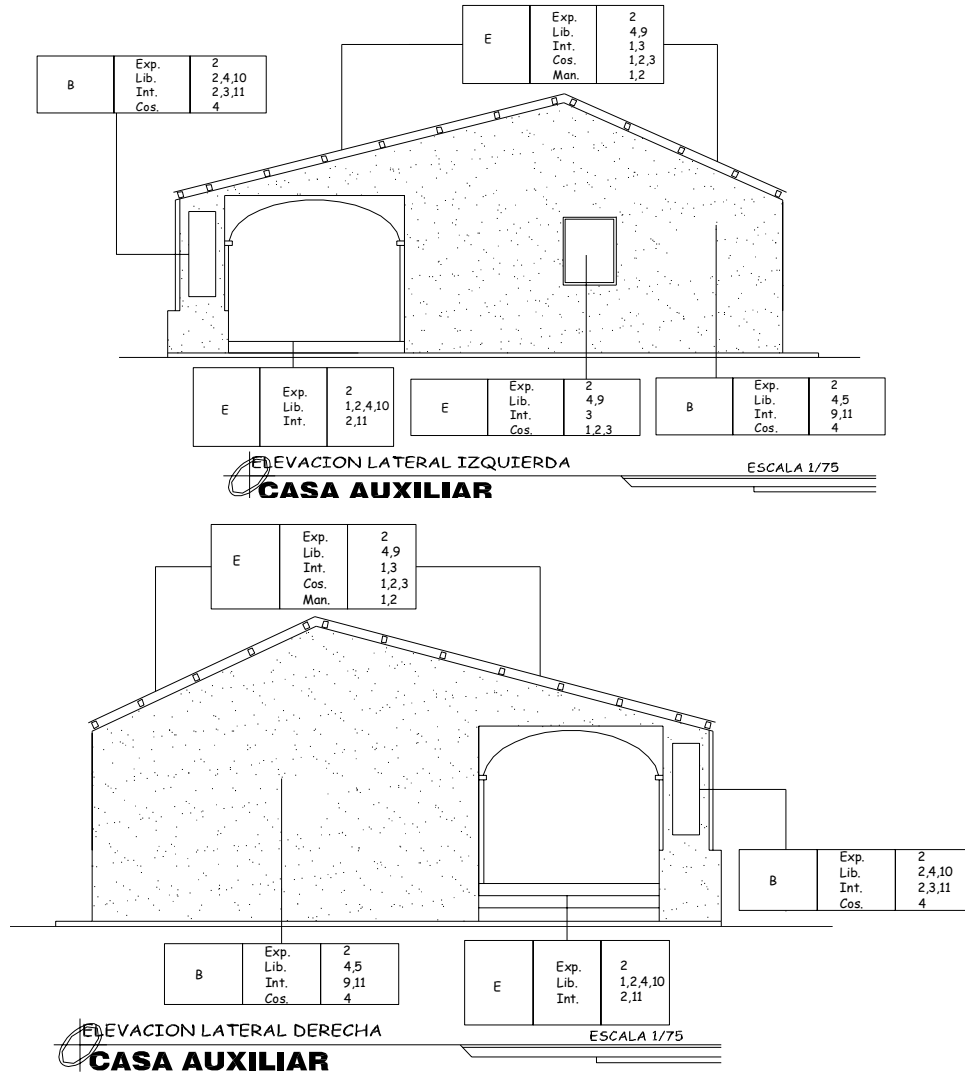 E
Exp. 2
Lib. 4,9
Int. 1,3
Cos. 1,2,3
Man. 1,2
B
Exp. 2
Lib. 2,4,10
Int. 2,3,11
Cos. 4
E
Exp. 2
Lib. 1,2,4,10
Int. 2,11
E
Exp. 2
Lib. 4,9
Int. 3
Cos. 1,2,3
B
Exp. 2
Lib. 4,5
Int. 9,11
Cos. 4
ELEVACION LATERAL IZQUIERDA
ESCALA 1/75
CASA AUXILIAR
E
Exp. 2
Lib. 4,9
Int. 1,3
Cos. 1,2,3
Man. 1,2
B
Exp. 2
Lib. 2,4,10
Int. 2,3,11
Cos. 4
B
Exp. 2
Lib. 4,5
Int. 9,11
Cos. 4
E
Exp. 2
Lib. 1,2,4,10
Int. 2,11
ELEVACION LATERAL DERECHA
ESCALA 1/75
CASA AUXILIAR